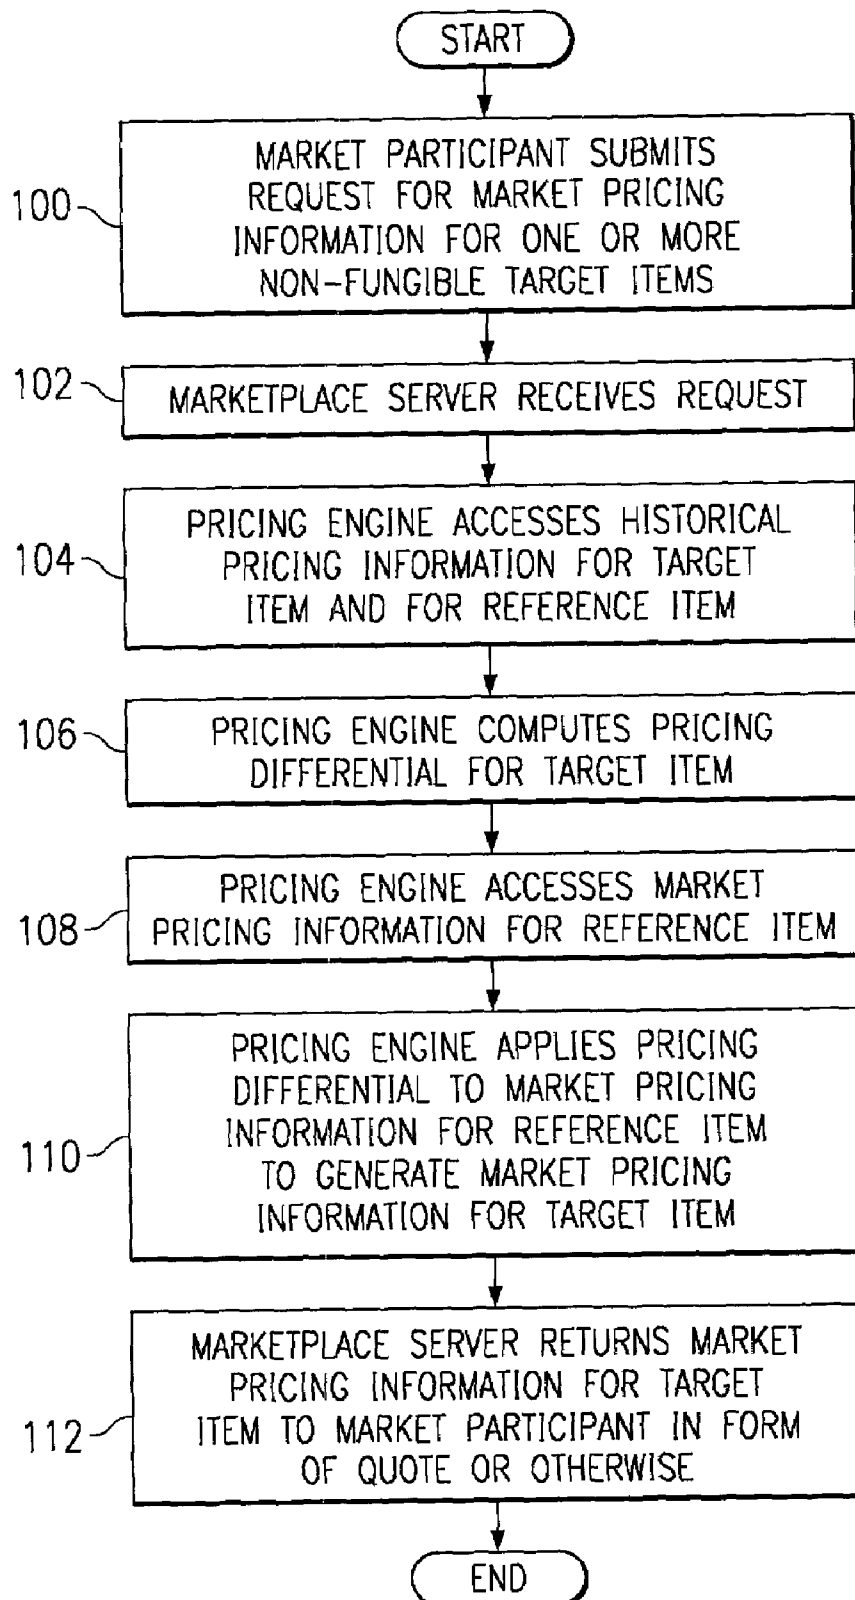 START
100
MARKET PARTICIPANT SUBMITS
REQUEST FOR MARKET PRICING
INFORMATION FOR ONE OR MORE
NON-FUNGIBLE TARGET ITEMS
102
MARKETPLACE SERVER RECEIVES REQUEST
104
PRICING ENGINE ACCESSES HISTORICAL
PRICING INFORMATION FOR TARGET
ITEM AND FOR REFERENCE ITEM
106
PRICING ENGINE COMPUTES PRICING
DIFFERENTIAL FOR TARGET ITEM
108
PRICING ENGINE ACCESSES MARKET
PRICING INFORMATION FOR REFERENCE ITEM
110
PRICING ENGINE APPLIES PRICING
DIFFERENTIAL TO MARKET PRICING
INFORMATION FOR REFERENCE ITEM
TO GENERATE MARKET PRICING
INFORMATION FOR TARGET ITEM
112
MARKETPLACE SERVER RETURNS MARKET
PRICING INFORMATION FOR TARGET
ITEM TO MARKET PARTICIPANT IN FORM
OF QUOTE OR OTHERWISE
END